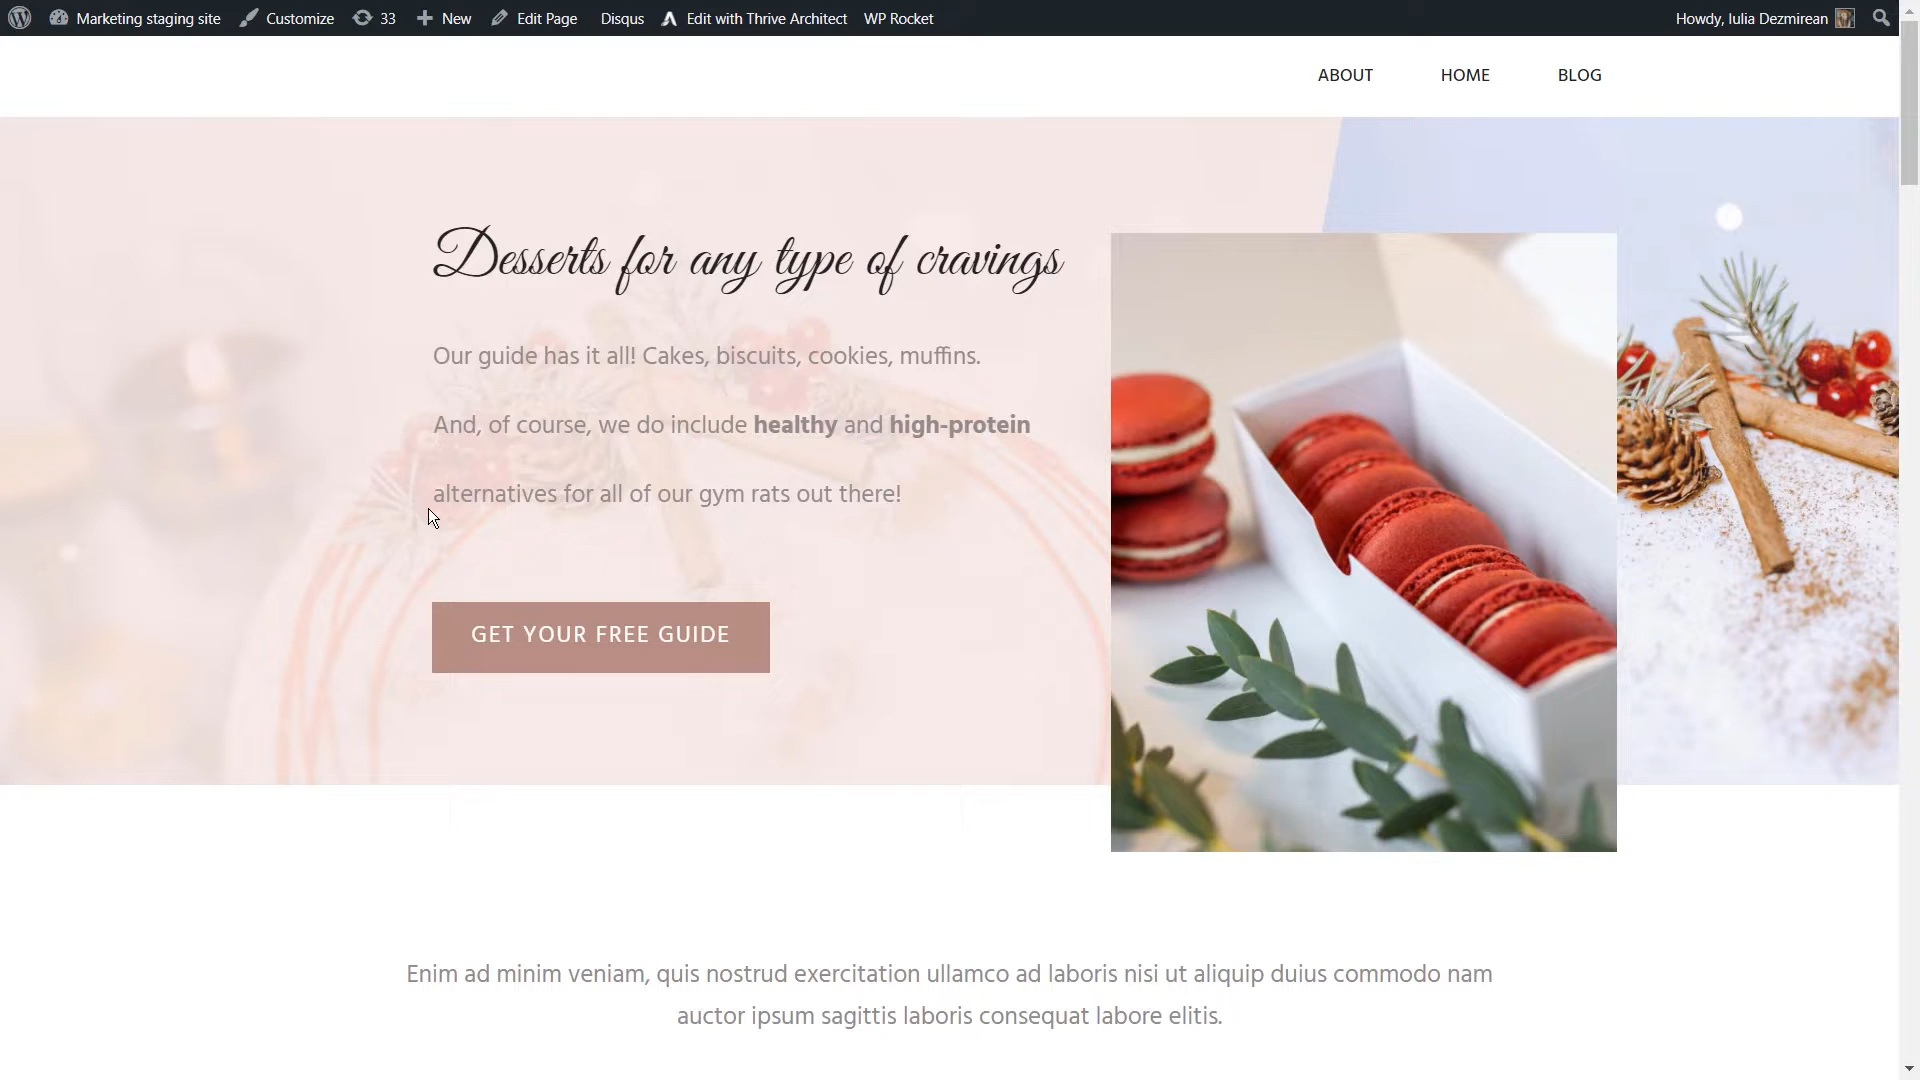 Marketing staging site Customize 33 New Edit Page Disqus Edit with Thrive Architect WP Rocket Howdy, Iulia Dezmirean
ABOUT HOME BLOG
Desserts for any type of cravings
Our guide has it all! Cakes, biscuits, cookies, muffins.
And, of course, we do include healthy and high-protein
alternatives for all of our gym rats out there!
GET YOUR FREE GUIDE
Enim ad minim veniam, quis nostrud exercitation ullamco ad laboris nisi ut aliquip duius commodo nam
auctor ipsum sagittis laboris consequat labore elitis.